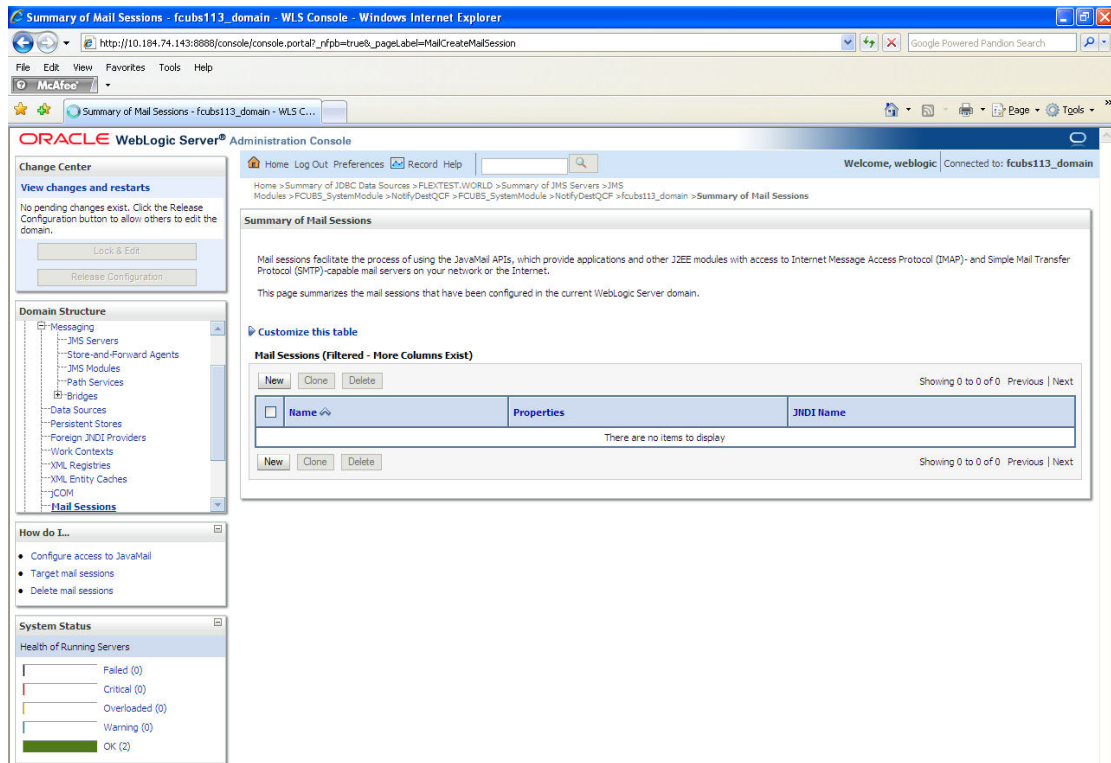 Summary of Mail Sessions - fcubs113_domain - WLS Console - Windows Internet Explorer
http://10.184.74.143:8888/console/console.portal?_nfpb=true&_pageLabel=MailCreateMailSession
Google Powered Pandion Search
File Edit View Favorites Tools Help
McAfee
Summary of Mail Sessions - fcubs113_domain - WLS C...
Page Tools
ORACLE WebLogic Server® Administration Console
Change Center
View changes and restarts
No pending changes exist. Click the Release
Configuration button to allow others to edit the
domain.
Lock & Edit
Release Configuration
Domain Structure
Messaging
JMS Servers
Store-and-Forward Agents
JMS Modules
Path Services
Bridges
Data Sources
Persistent Stores
Foreign JNDI Providers
Work Contexts
XML Registries
XML Entity Caches
jCOM
Mail Sessions
How do I...
Configure access to JavaMail
Target mail sessions
Delete mail sessions
System Status
Health of Running Servers
Failed (0)
Critical (0)
Overloaded (0)
Warning (0)
OK (2)
Home Log Out Preferences Record Help
Welcome, weblogic Connected to: fcubs113_domain
Home >Summary of JDBC Data Sources >FLEXTEST.WORLD >Summary of JMS Servers >JMS
Modules >FCUBS_SystemModule >NotifyDestQCF >FCUBS_SystemModule >NotifyDestQCF >fcubs113_domain >Summary of Mail Sessions
Summary of Mail Sessions
Mail sessions facilitate the process of using the JavaMail APIs, which provide applications and other J2EE modules with access to Internet Message Access Protocol (IMAP)- and Simple Mail Transfer
Protocol (SMTP)-capable mail servers on your network or the Internet.
This page summarizes the mail sessions that have been configured in the current WebLogic Server domain.
Customize this table
Mail Sessions (Filtered - More Columns Exist)
New Clone Delete
Showing 0 to 0 of 0 Previous | Next
Name Properties JNDI Name
There are no items to display
New Clone Delete
Showing 0 to 0 of 0 Previous | Next